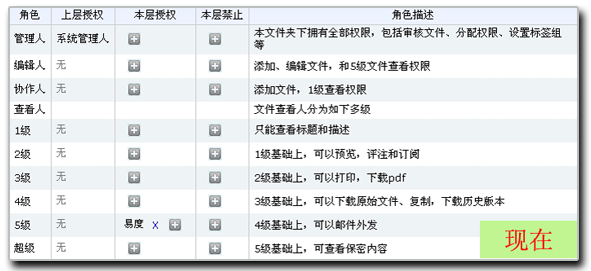 角色 上层授权 本层授权 本层禁止 角色描述
管理人 系统管理人 本文件夹下拥有全部权限，包括审核文件、分配权限、设置标签组
等
编辑人 无 添加、编辑文件，和5级文件查看权限
协作人 无 添加文件，1级查看权限
查看人 文件查看人分为如下多级
1级 无 只能查看标题和描述
2级 无 1级基础上，可以预览，评注和订阅
3级 无 2级基础上，可以打印，下载pdf
4级 无 3级基础上，可以下载原始文件、复制，下载历史版本
5级 无 易度 X 4级基础上，可以邮件外发
超级 无 5级基础上，可查看保密内容
现在